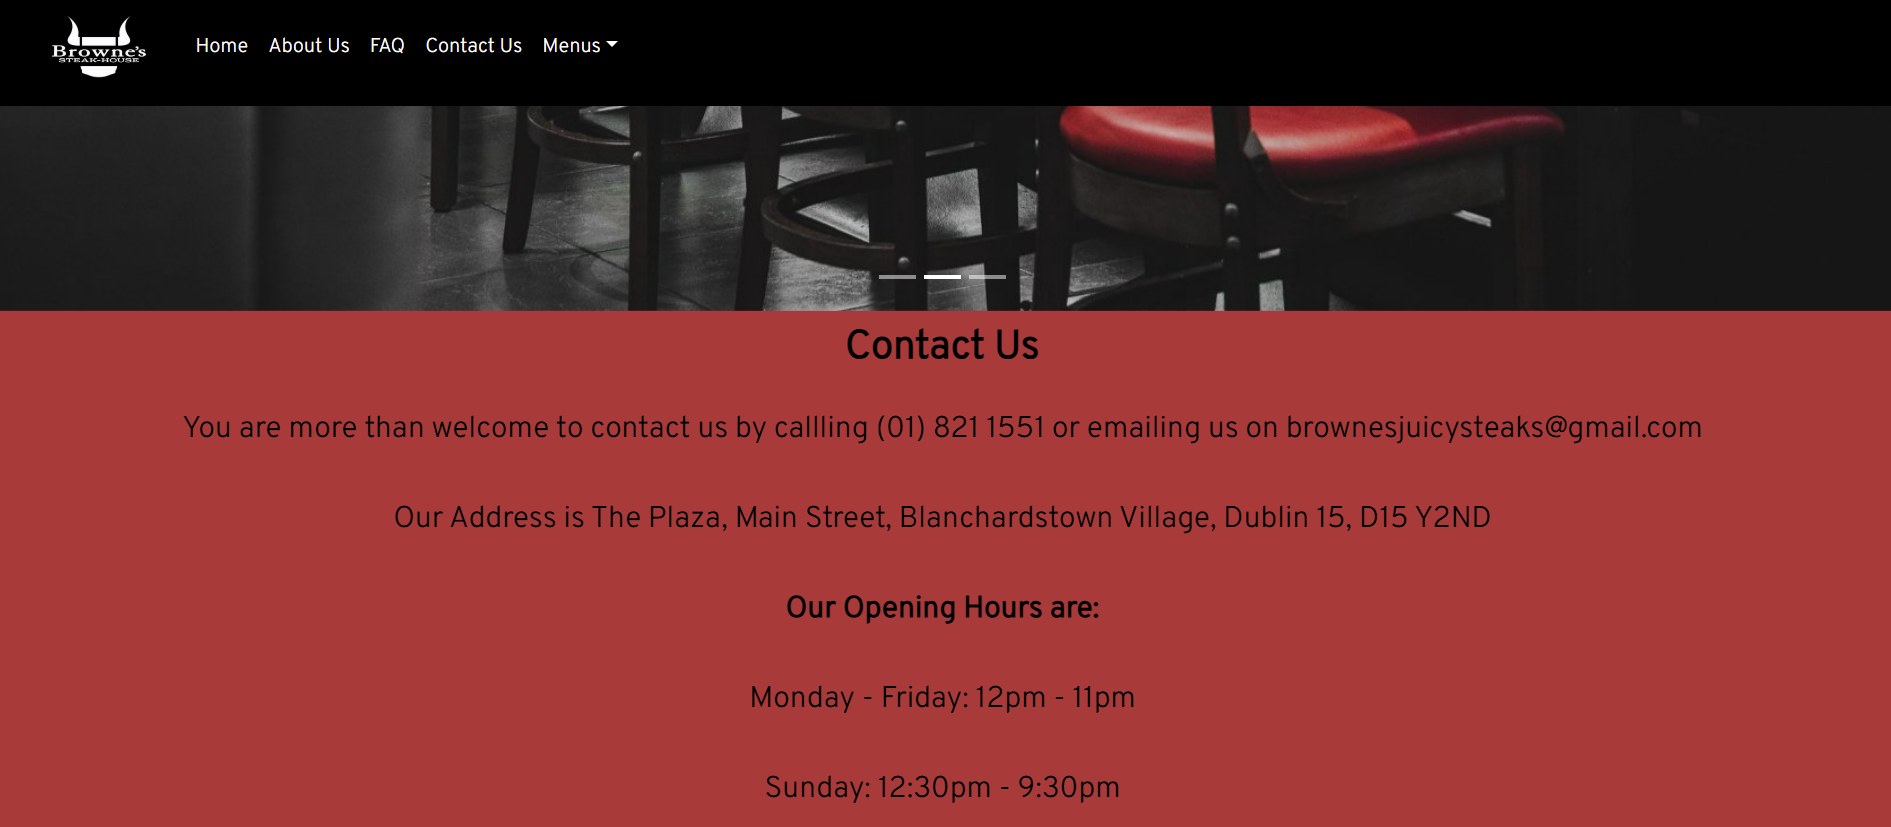 Browne's
STEAK-HOUSE
Home About Us FAQ Contact Us Menus
Contact Us
You are more than welcome to contact us by callling (01) 821 1551 or emailing us on brownesjuicysteaks@gmail.com
Our Address is The Plaza, Main Street, Blanchardstown Village, Dublin 15, D15 Y2ND
Our Opening Hours are:
Monday - Friday: 12pm - 11pm
Sunday: 12:30pm - 9:30pm